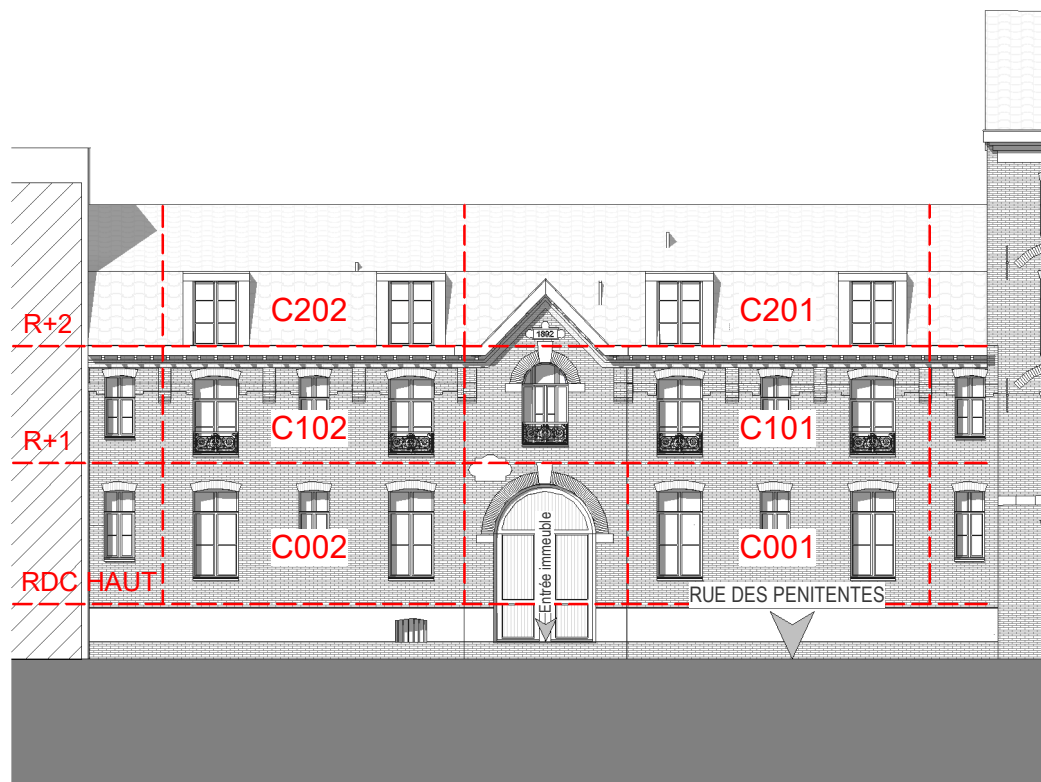 C202
C201
R+2
1892
C102
C101
R+1
C002
C001
Entrée immeuble
RDC HAUT
RUE DES PENITENTES